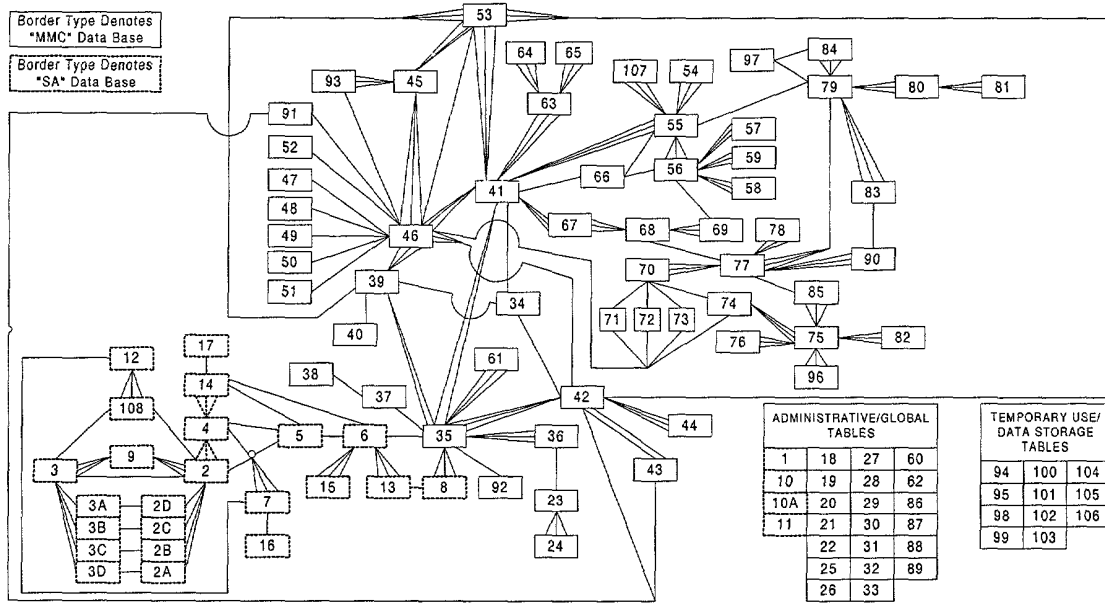 Border Type Denotes
"MMC" Data Base
Border Type Denotes
"SA" Data Base
53
64
65
107
54
97
84
93
45
63
79
80
81
91
55
57
52
56
59
66
47
41
58
83
48
67
68
69
78
49
46
50
70
77
90
51
39
34
74
85
71
72
73
40
76
75
82
17
61
96
12
38
14
37
42
108
4
5
6
35
36
44
9
3
2
43
15
13
8
92
3A
2D
7
23
3B
2C
3C
2B
16
24
3D
2A
ADMINISTRATIVE/GLOBAL
TABLES
1 18 27 60
10 19 28 62
10A 20 29 86
11 21 30 87
22 31 88
25 32 89
26 33
TEMPORARY USE/
DATA STORAGE
TABLES
94 100 104
95 101 105
98 102 106
99 103